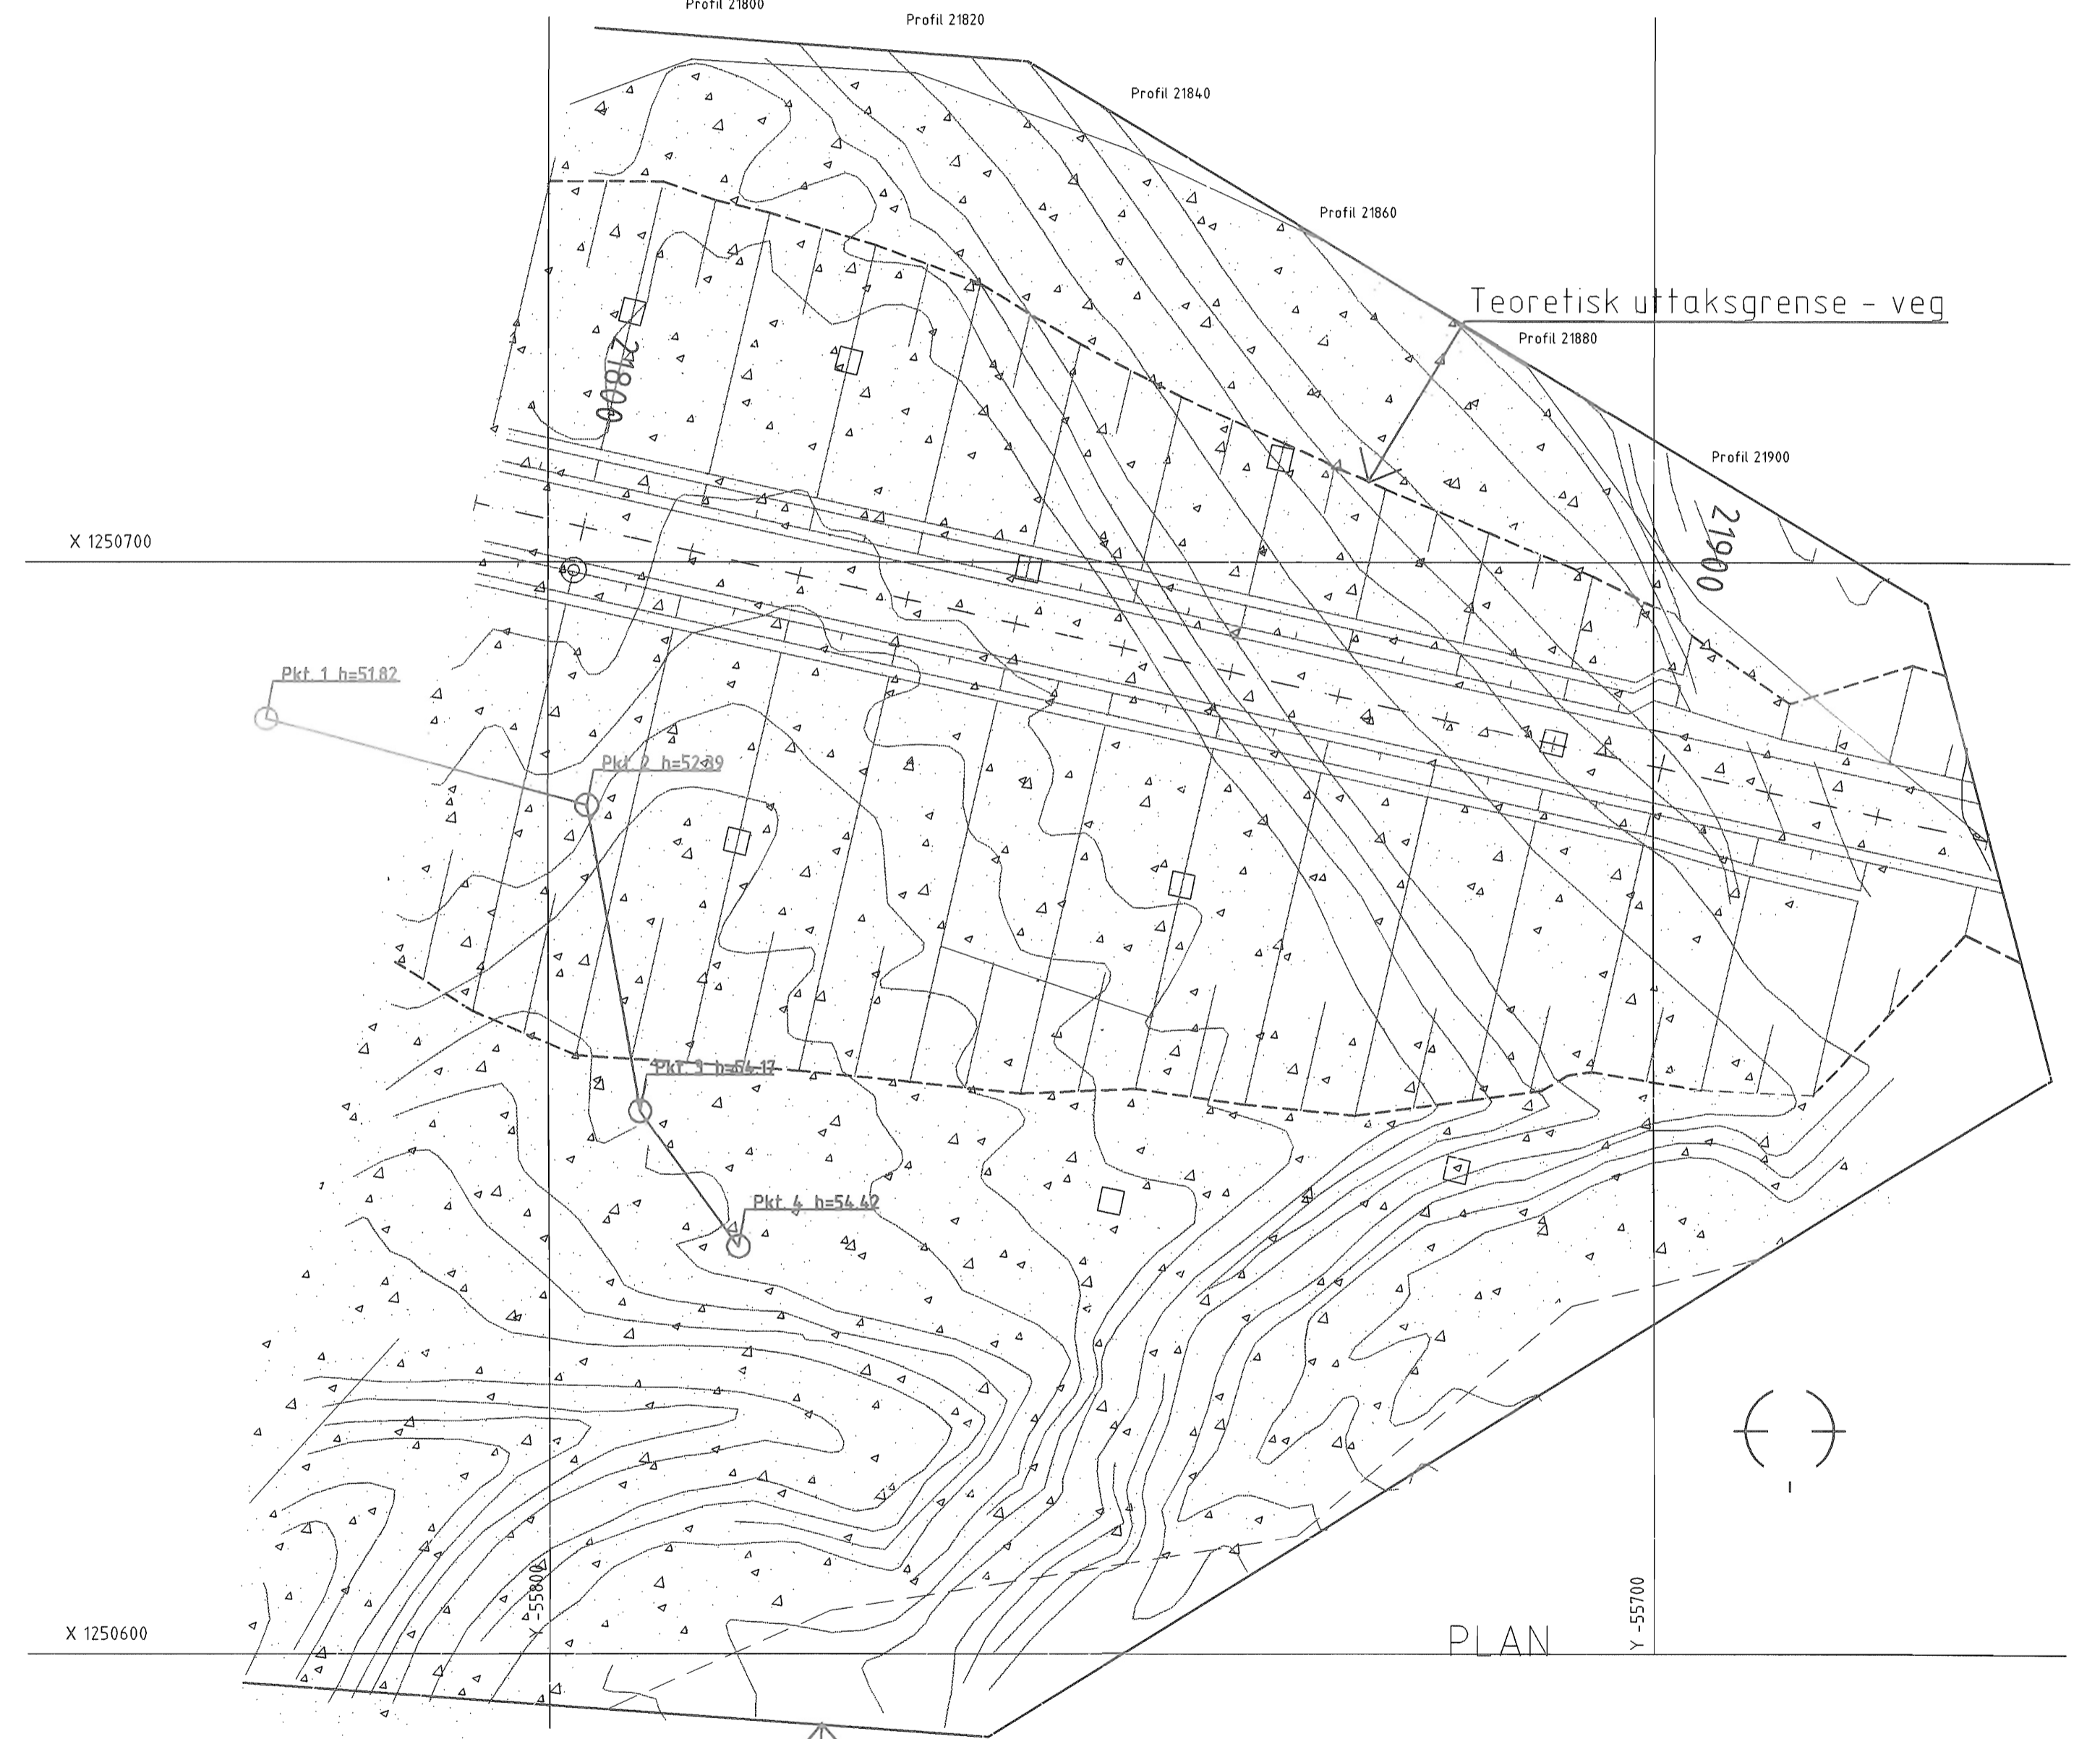 Profil 21800
Profil 21820
Profil 21840
Profil 21860
Teoretisk uttaksgrense - veg
Profil 21880
21800
Profil 21900
21900
X 1250700
Pkt. 1 h=51.82
Pkt. 2 h=52.89
Pkt. 3 h=54.17
Pkt. 4 h=54.42
Y -55800
Y -55700
X 1250600
PLAN